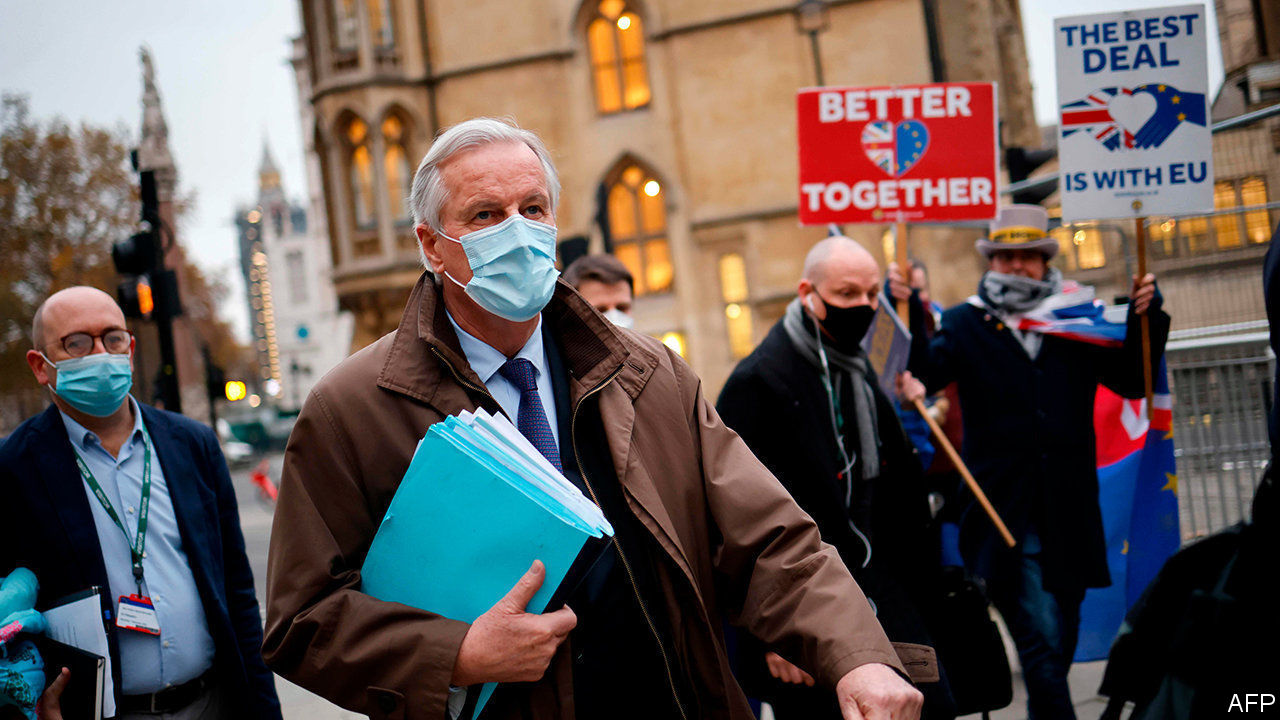 BETTER
TOGETHER
THE BEST
DEAL
IS WITH EU
AFP